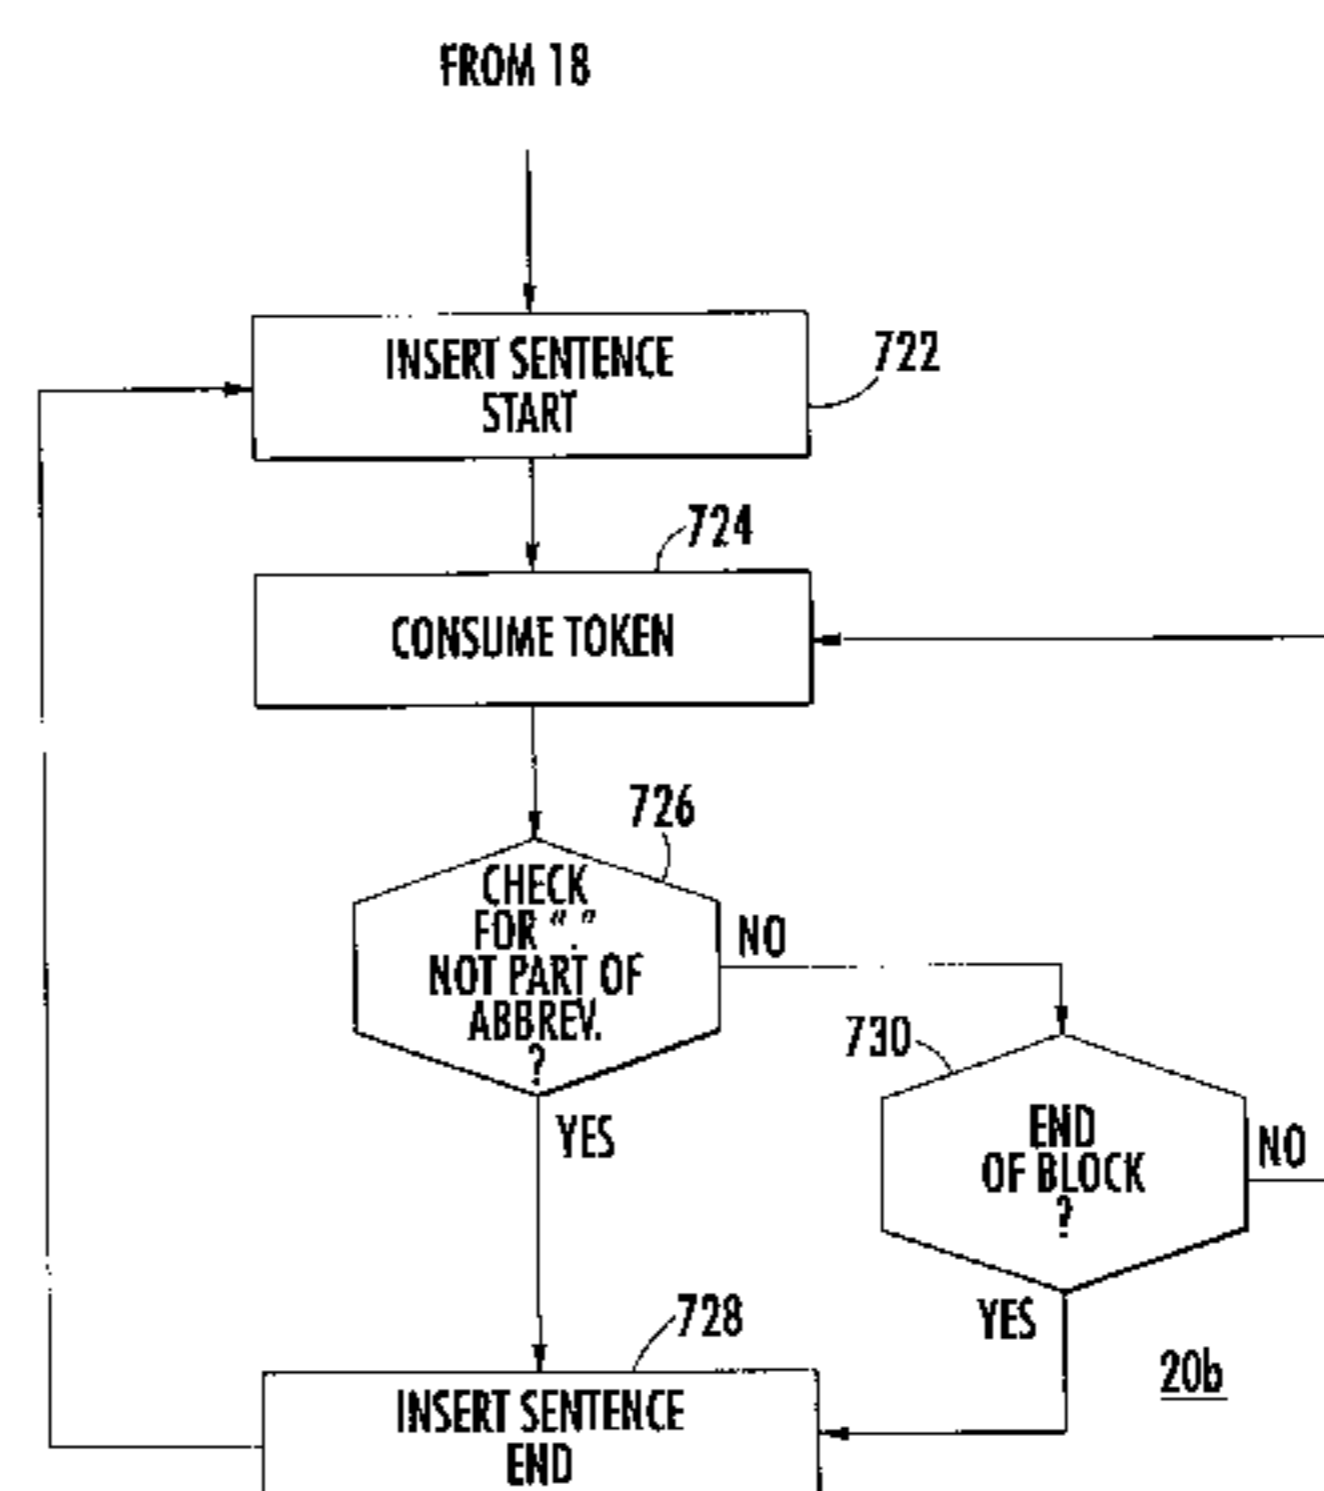 FROM 18
INSERT SENTENCE
START
722
724
CONSUME TOKEN
726
CHECK
FOR “.”
NOT PART OF
ABBREV.
?
NO
YES
730
END
OF BLOCK
?
NO
YES
728
INSERT SENTENCE
END
20b